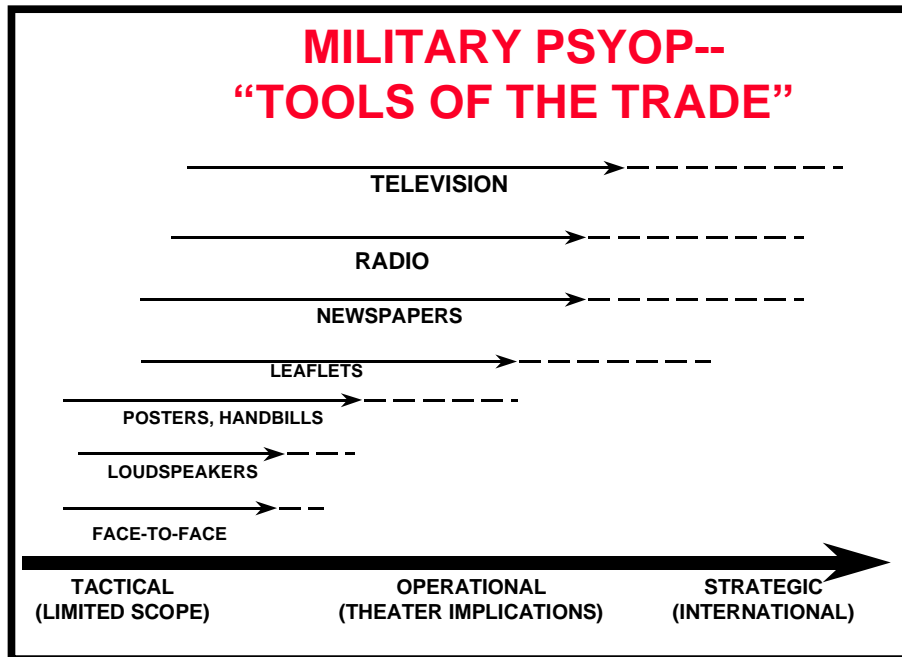 MILITARY PSYOP--
“TOOLS OF THE TRADE”
TELEVISION
RADIO
NEWSPAPERS
LEAFLETS
POSTERS, HANDBILLS
LOUDSPEAKERS
FACE-TO-FACE
TACTICAL
(LIMITED SCOPE)
OPERATIONAL
(THEATER IMPLICATIONS)
STRATEGIC
(INTERNATIONAL)